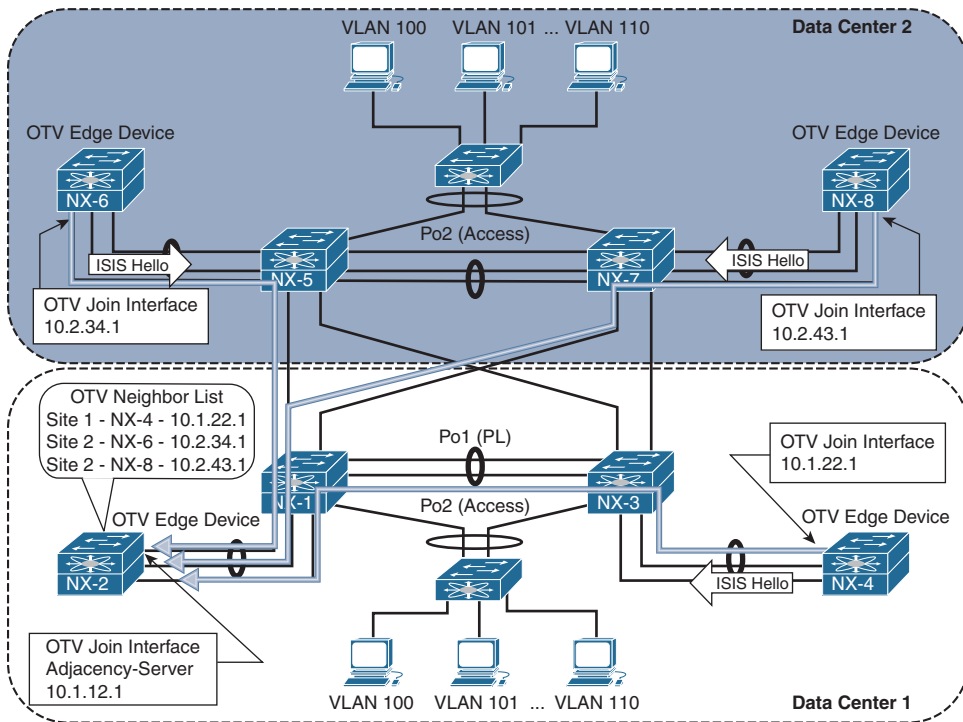 VLAN 100 VLAN 101 ... VLAN 110
Data Center 2
OTV Edge Device
OTV Edge Device
NX-6
NX-8
Po2 (Access)
ISIS Hello
NX-5
NX-7
ISIS Hello
OTV Join Interface
10.2.34.1
OTV Join Interface
10.2.43.1
OTV Neighbor List
Site 1 - NX-4 - 10.1.22.1
Site 2 - NX-6 - 10.2.34.1
Site 2 - NX-8 - 10.2.43.1
Po1 (PL)
OTV Join Interface
10.1.22.1
NX-1
NX-3
Po2 (Access)
OTV Edge Device
OTV Edge Device
NX-2
NX-4
ISIS Hello
OTV Join Interface
Adjacency-Server
10.1.12.1
VLAN 100 VLAN 101 ... VLAN 110
Data Center 1